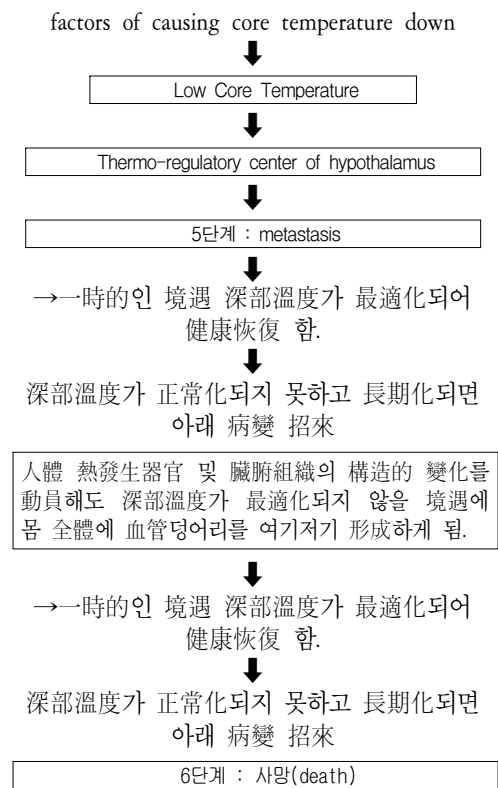 factors of causing core temperature down
Low Core Temperature
Thermo-regulatory center of hypothalamus
5단계 : metastasis
→一時的인 境遇 深部溫度가 最適化되어
健康恢復 함.
深部溫度가 正常化되지 못하고 長期化되면
아래 病變 招來
人體 熱發生器官 및 臟腑組織의 構造的 變化를
動員해도 深部溫度가 最適化되지 않을 境遇에
몸 全體에 血管덩어리를 여기저기 形成하게 됨.
→一時的인 境遇 深部溫度가 最適化되어
健康恢復 함.
深部溫度가 正常化되지 못하고 長期化되면
아래 病變 招來
6단계 : 사망(death)